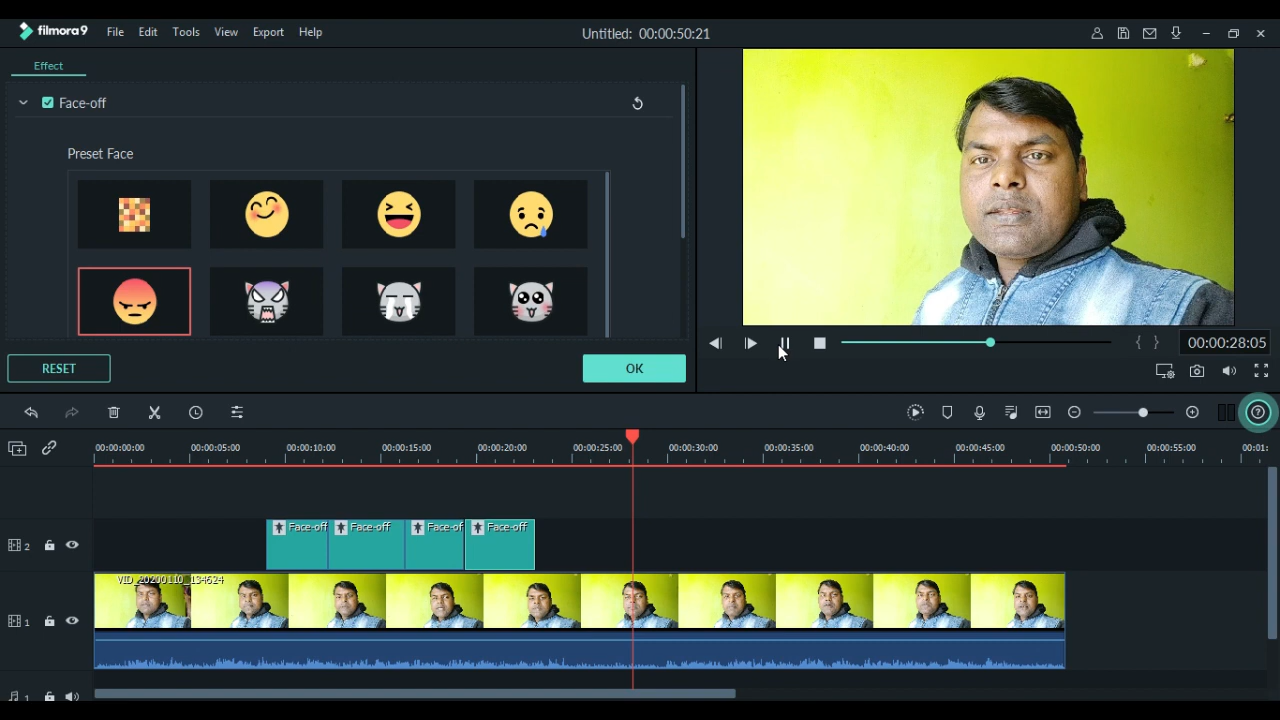 filmora9 File Edit Tools View Export Help Untitled: 00:00:50:21
Effect
Face-off
Preset Face
RESET OK
00:00:28:05
00:00:00:00 00:00:05:00 00:00:10:00 00:00:15:00 00:00:20:00 00:00:25:00 00:00:30:00 00:00:35:00 00:00:40:00 00:00:45:00 00:00:50:00 00:00:55:00 00:01:
Face-off Face-off Face-of Face-off
2
VID_20200110_134624
1
1